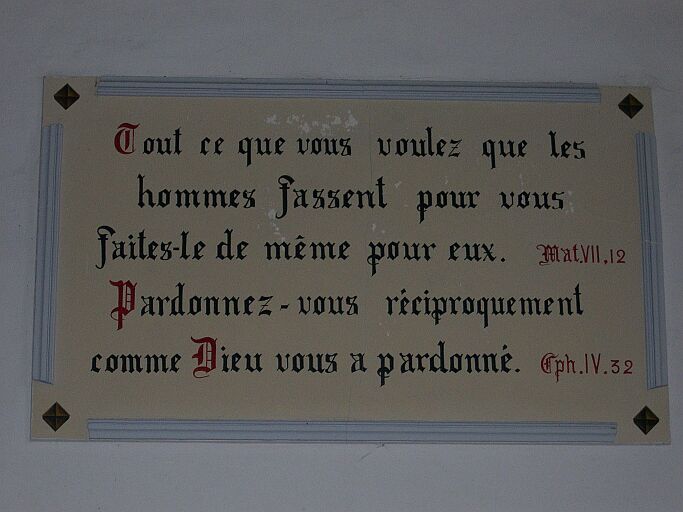 Tout ce que vous voulez que les
hommes fassent pour vous
faites-le de même pour eux. Mat.VII,12
Pardonnez-vous réciproquement
comme Dieu vous a pardonné. Eph.IV.32